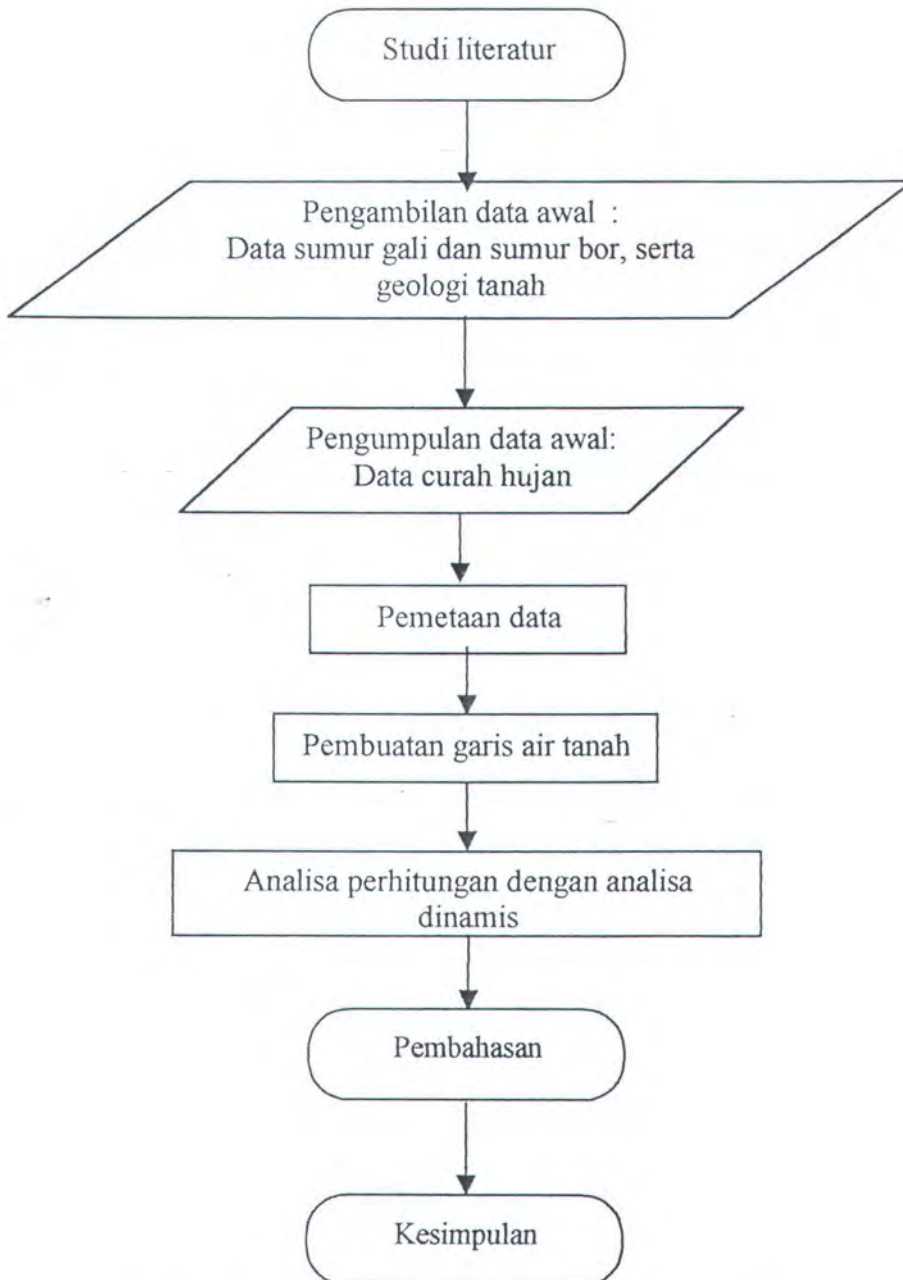 Studi literatur
Pengambilan data awal :
Data sumur gali dan sumur bor, serta
geologi tanah
Pengumpulan data awal:
Data curah hujan
Pemetaan data
Pembuatan garis air tanah
Analisa perhitungan dengan analisa
dinamis
Pembahasan
Kesimpulan